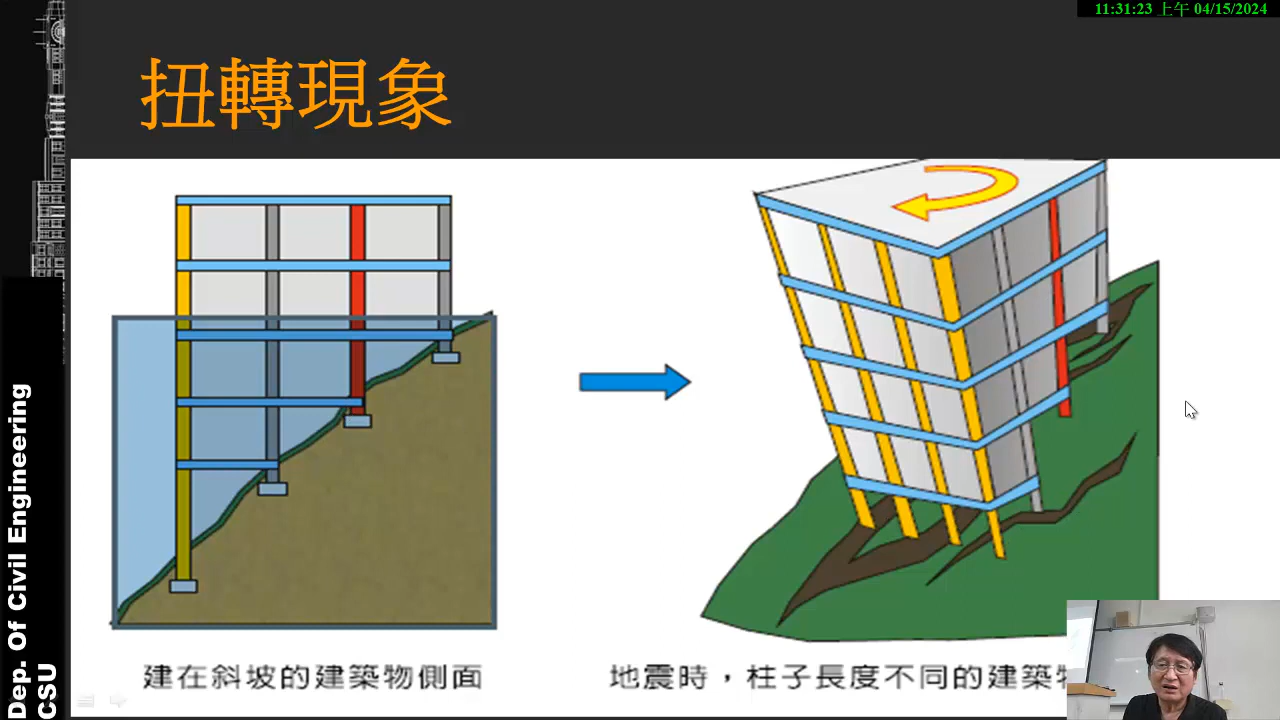 11:31:23 上午 04/15/2024
扭轉現象
建在斜坡的建築物側面
地震時，柱子長度不同的建築
Dep. Of Civil Engineering
CSU